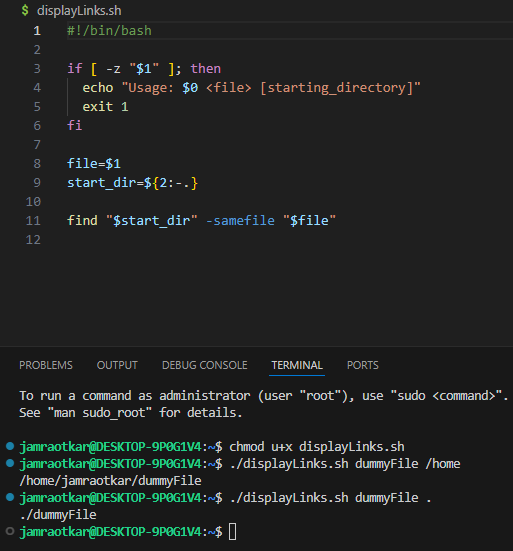 $ displayLinks.sh
1 #!/bin/bash
2
3 if [ -z "$1" ]; then
4 echo "Usage: $0 <file> [starting_directory]"
5 exit 1
6 fi
7
8 file=$1
9 start_dir=${2:-.}
10
11 find "$start_dir" -samefile "$file"
12
PROBLEMS OUTPUT DEBUG CONSOLE TERMINAL PORTS
To run a command as administrator (user "root"), use "sudo <command>".
See "man sudo_root" for details.
jamraotkar@DESKTOP-9P0G1V4:~$ chmod u+x displayLinks.sh
jamraotkar@DESKTOP-9P0G1V4:~$ ./displayLinks.sh dummyFile /home
/home/jamraotkar/dummyFile
jamraotkar@DESKTOP-9P0G1V4:~$ ./displayLinks.sh dummyFile .
./dummyFile
jamraotkar@DESKTOP-9P0G1V4:~$